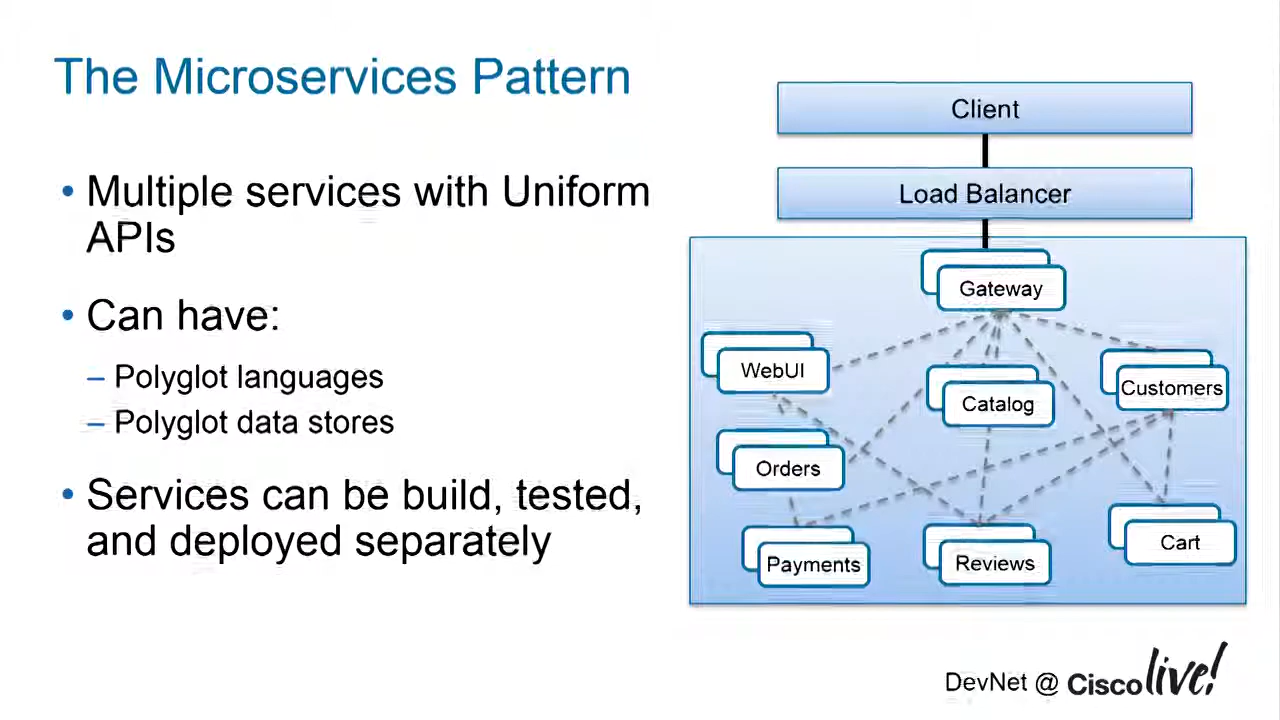 The Microservices Pattern
• Multiple services with Uniform
APIs
• Can have:
– Polyglot languages
– Polyglot data stores
• Services can be build, tested,
and deployed separately
Client
Load Balancer
Gateway
WebUI
Customers
Catalog
Orders
Cart
Payments
Reviews
DevNet @ Cisco live!